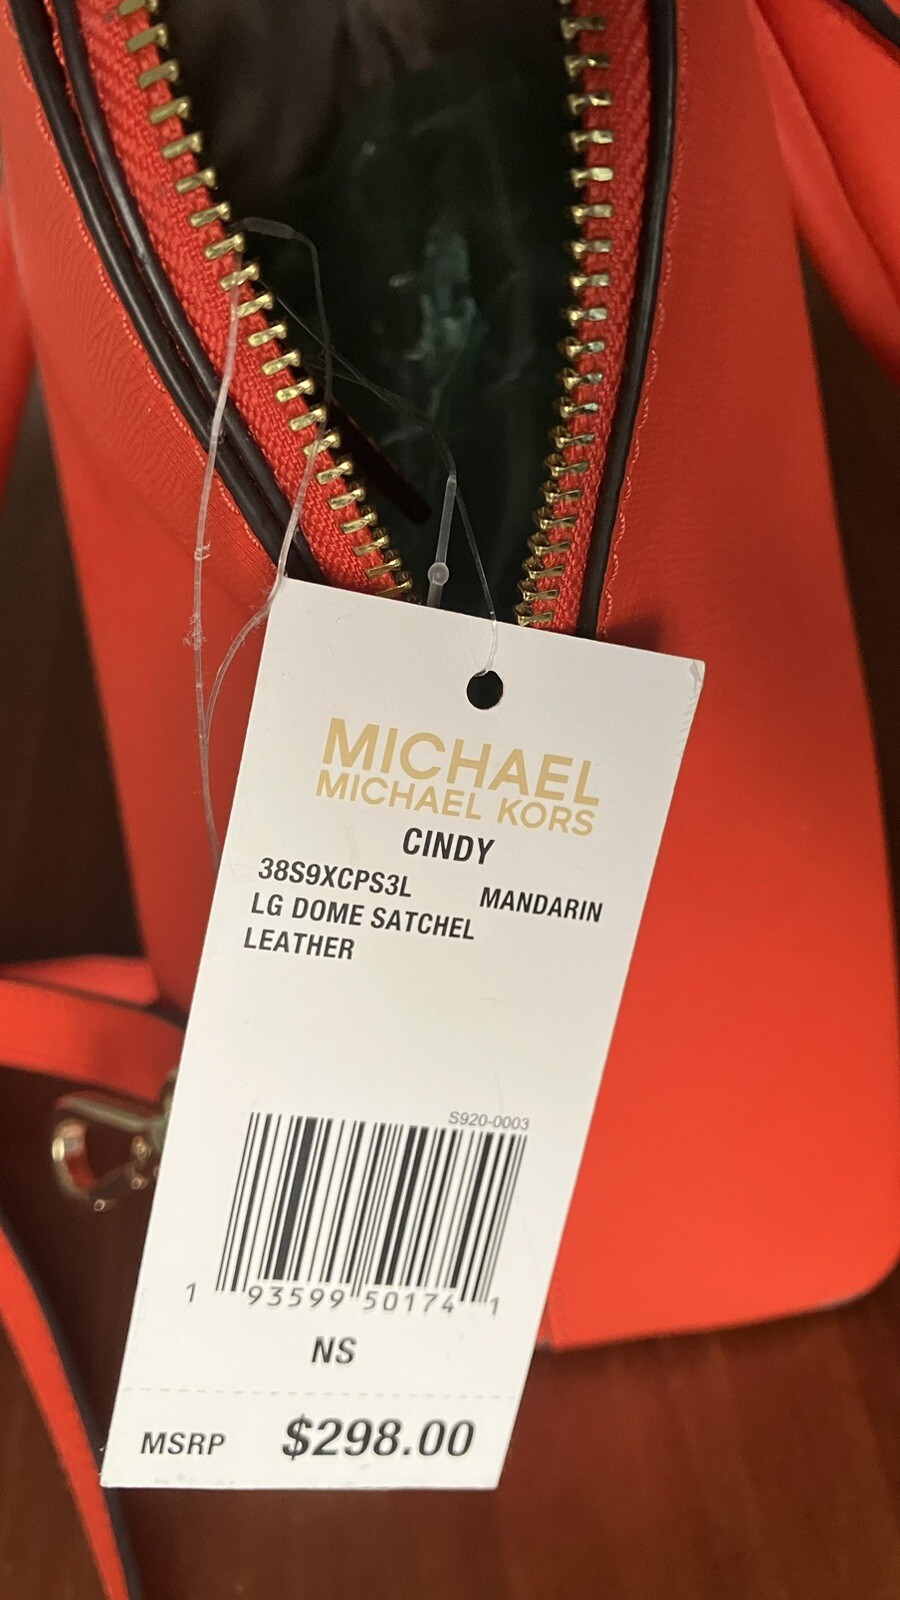 MICHAEL
MICHAEL KORS
CINDY
38S9XCPS3L MANDARIN
LG DOME SATCHEL
LEATHER
S920-0003
1 93599 50174 1
NS
MSRP $298.00